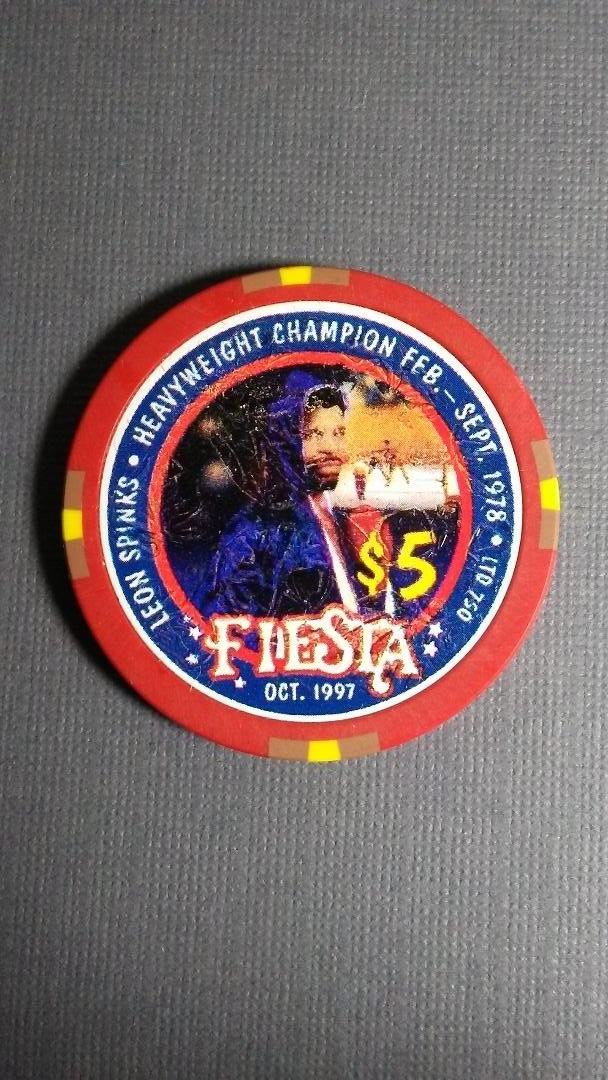 LEON SPINKS • HEAVYWEIGHT CHAMPION FEB.–SEPT. 1978 • LTD 750
$5
FIESTA
OCT. 1997